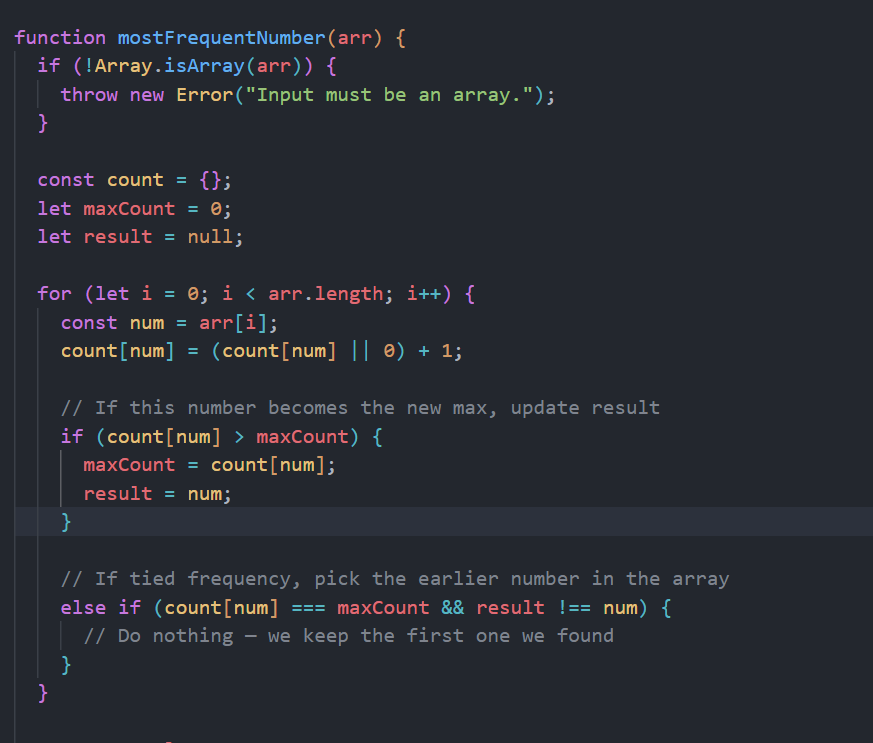 function mostFrequentNumber(arr) {
  if (!Array.isArray(arr)) {
    throw new Error("Input must be an array.");
  }

  const count = {};
  let maxCount = 0;
  let result = null;

  for (let i = 0; i < arr.length; i++) {
    const num = arr[i];
    count[num] = (count[num] || 0) + 1;

    // If this number becomes the new max, update result
    if (count[num] > maxCount) {
      maxCount = count[num];
      result = num;
    }

    // If tied frequency, pick the earlier number in the array
    else if (count[num] === maxCount && result !== num) {
      // Do nothing — we keep the first one we found
    }
  }